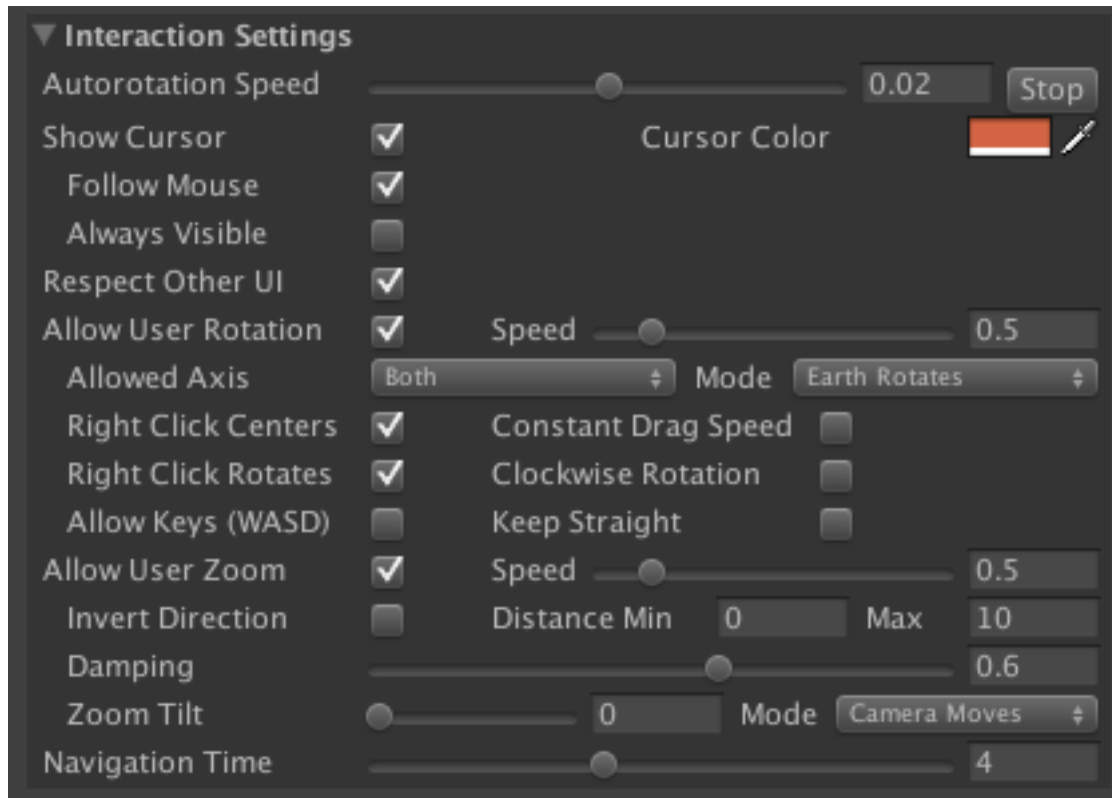 Interaction Settings
Autorotation Speed 0.02 Stop
Show Cursor Cursor Color
Follow Mouse
Always Visible
Respect Other UI
Allow User Rotation Speed 0.5
Allowed Axis Both Mode Earth Rotates
Right Click Centers Constant Drag Speed
Right Click Rotates Clockwise Rotation
Allow Keys (WASD) Keep Straight
Allow User Zoom Speed 0.5
Invert Direction Distance Min 0 Max 10
Damping 0.6
Zoom Tilt 0 Mode Camera Moves
Navigation Time 4